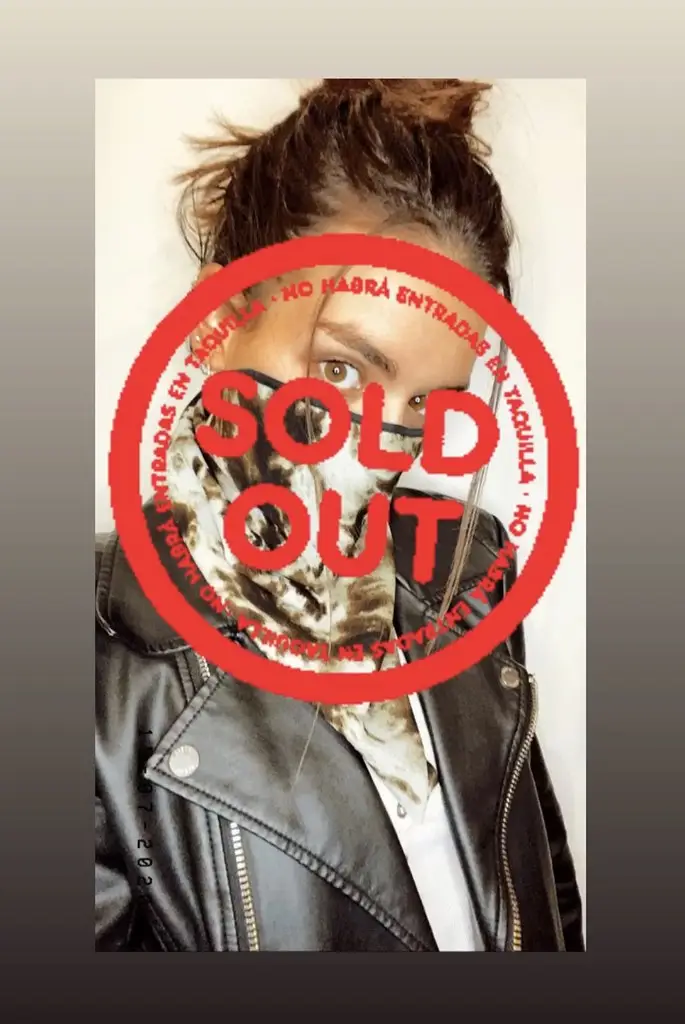 NO HABRÁ ENTRADAS EN TAQUILLA · NO HABRÁ ENTRADAS EN TAQUILLA · NO HABRÁ ENTRADAS EN TAQUILLA ·
SOLD
OUT